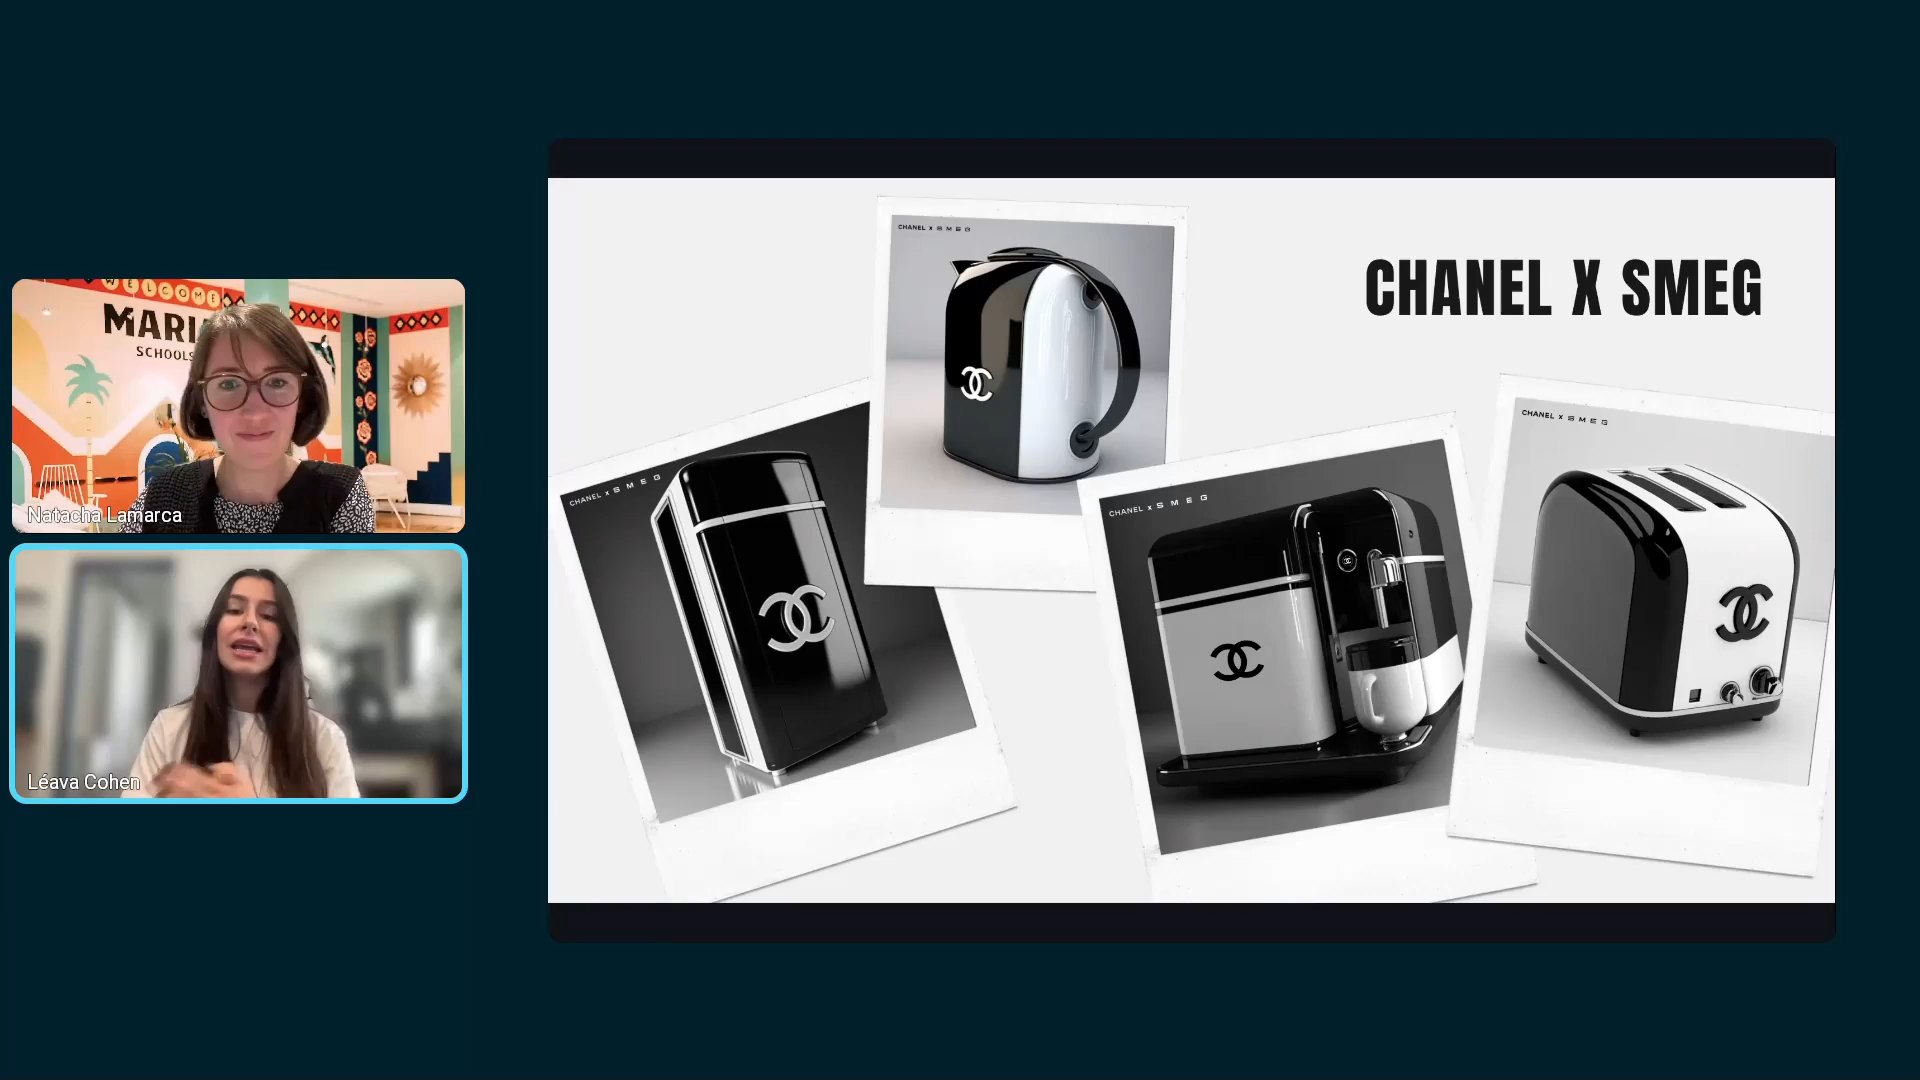 WELCOME
MARI
SCHOOLS
Natacha Lamarca
Léava Cohen
CHANEL X SMEG
CHANEL X SMEG
CHANEL X SMEG
CHANEL X SMEG
CHANEL X SMEG